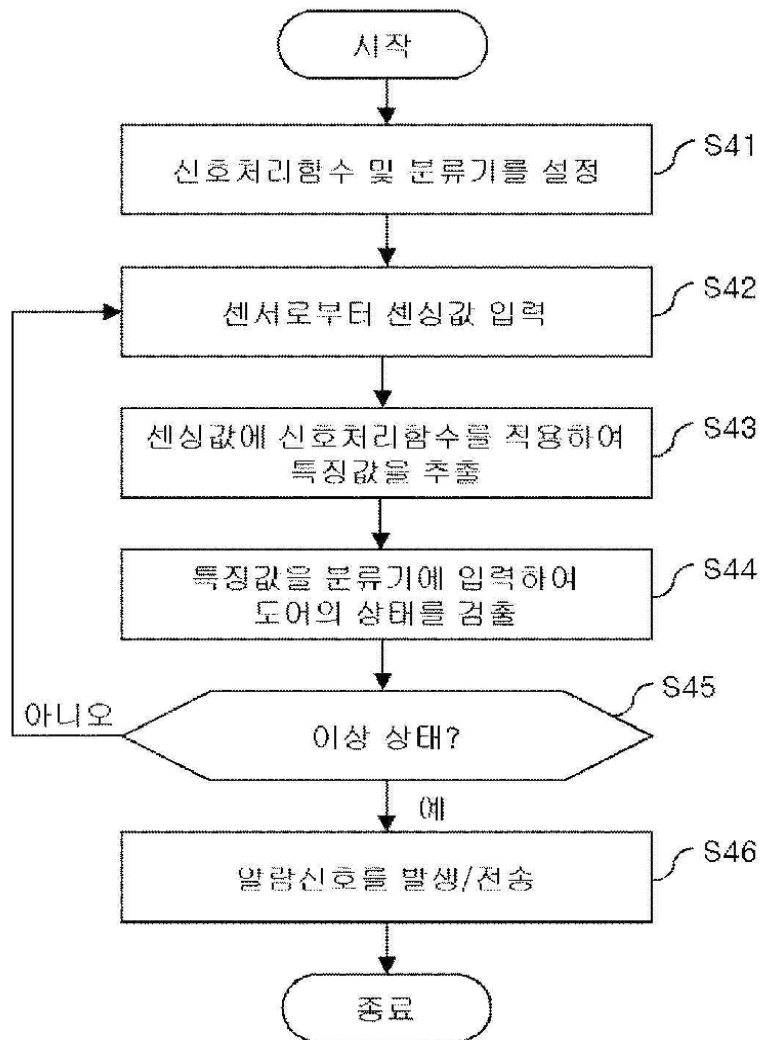 시작
신호처리함수 및 분류기를 설정
S41
센서로부터 센싱값 입력
S42
센싱값에 신호처리함수를 적용하여
특징값을 추출
S43
특징값을 분류기에 입력하여
도어의 상태를 검출
S44
이상 상태?
S45
아니오
예
알람신호를 발생/전송
S46
종료